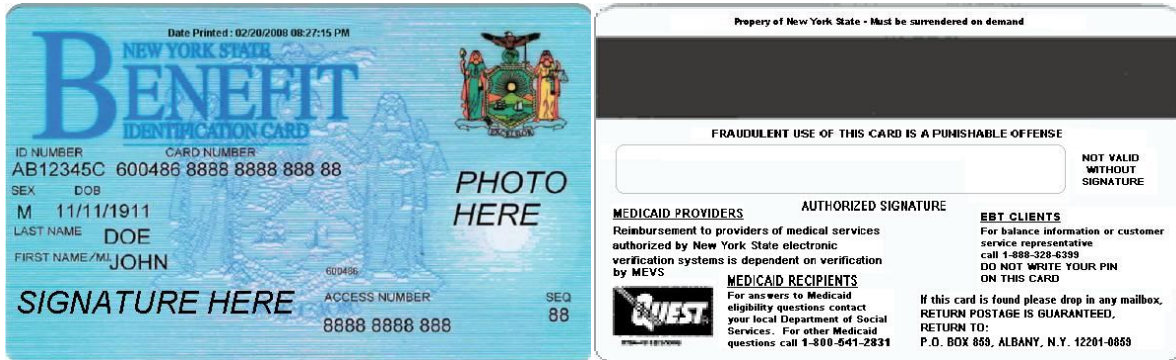 Date Printed : 02/20/2008 08:27:15 PM
NEW YORK STATE
BENEFIT
IDENTIFICATION CARD
EXCELSIOR
ID NUMBER CARD NUMBER
AB12345C 600486 8888 8888 888 88
SEX DOB
M 11/11/1911
LAST NAME DOE
FIRST NAME/M.I. JOHN
PHOTO
HERE
600486
SIGNATURE HERE
ACCESS NUMBER SEQ
8888 8888 888 88
Propery of New York State - Must be surrendered on demand
FRAUDULENT USE OF THIS CARD IS A PUNISHABLE OFFENSE
NOT VALID
WITHOUT
SIGNATURE
AUTHORIZED SIGNATURE
MEDICAID PROVIDERS
Reimbursement to providers of medical services
authorized by New York State electronic
verification systems is dependent on verification
by MEVS
EBT CLIENTS
For balance information or customer
service representative
call 1-888-328-6399
DO NOT WRITE YOUR PIN
ON THIS CARD
QUEST
MEDICAID RECIPIENTS
For answers to Medicaid
eligibility questions contact
your local Department of Social
Services. For other Medicaid
questions call 1-800-541-2831
If this card is found please drop in any mailbox,
RETURN POSTAGE IS GUARANTEED,
RETURN TO:
P.O. BOX 859, ALBANY, N.Y. 12201-0859